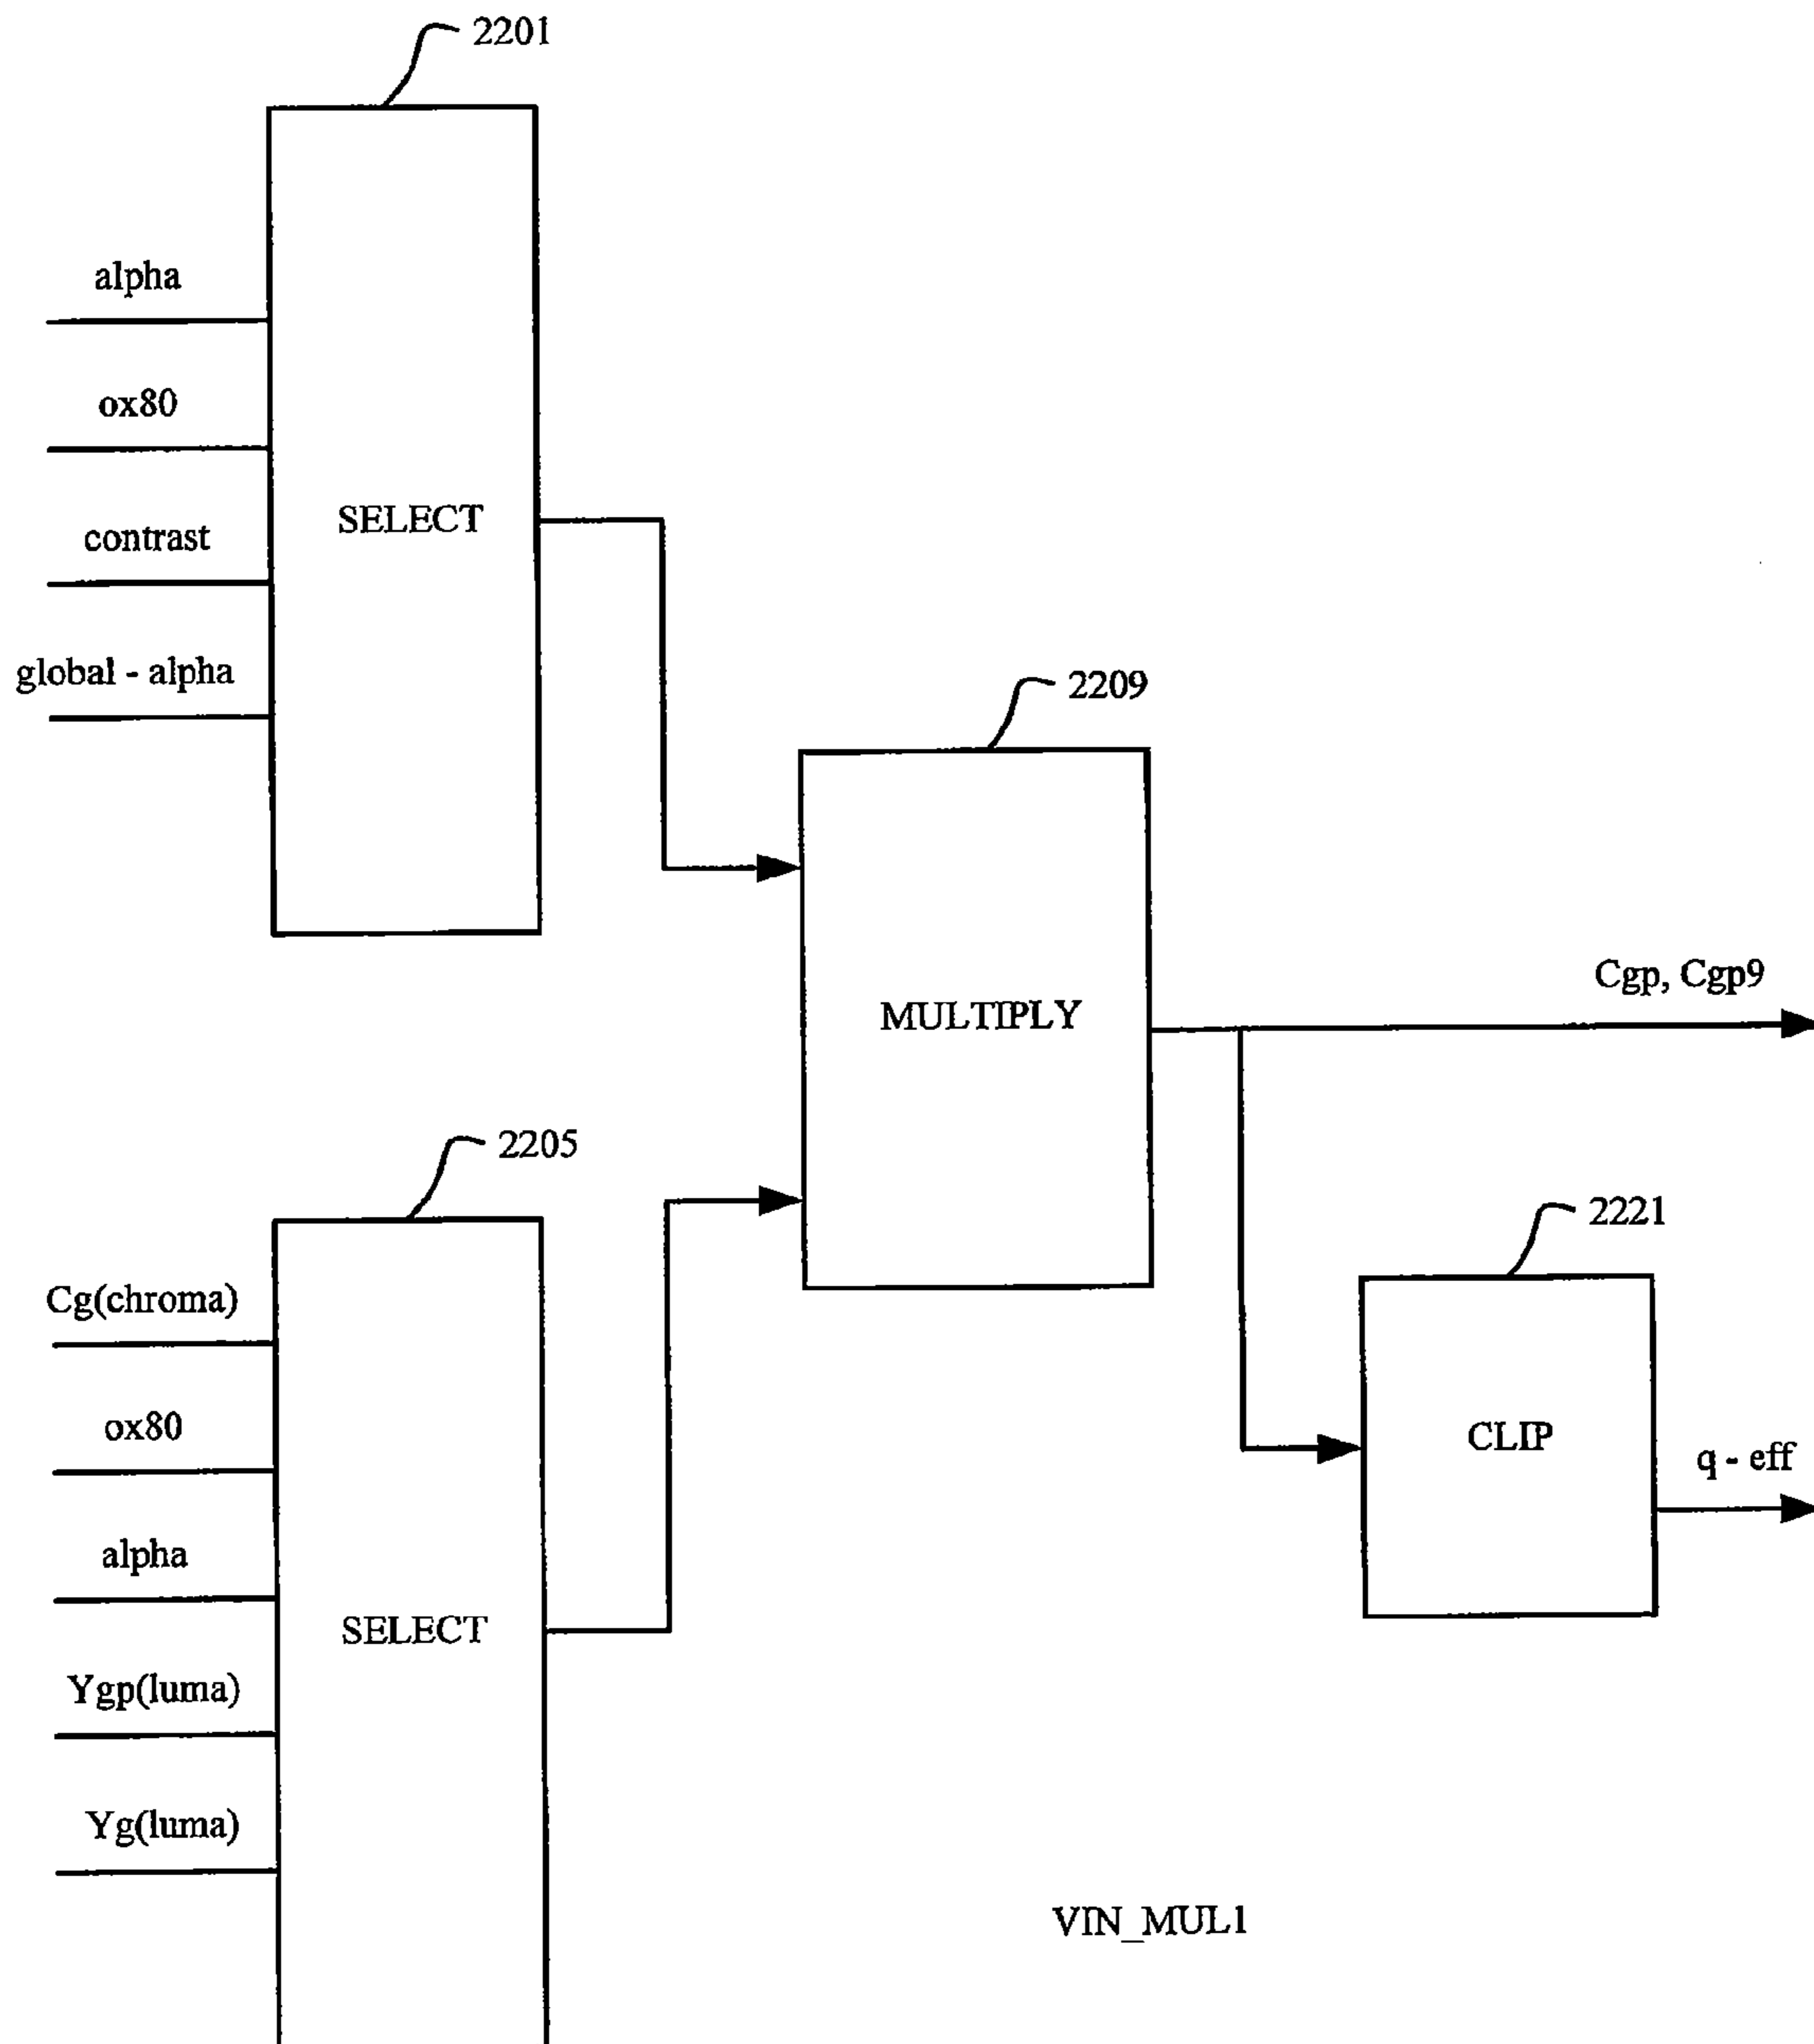 2201
alpha
ox80
contrast
global - alpha
SELECT
2209
MULTIPLY
Cgp, Cgp9
2205
Cg(chroma)
ox80
alpha
Ygp(luma)
Yg(luma)
SELECT
2221
CLIP
q - eff
VIN_MUL1